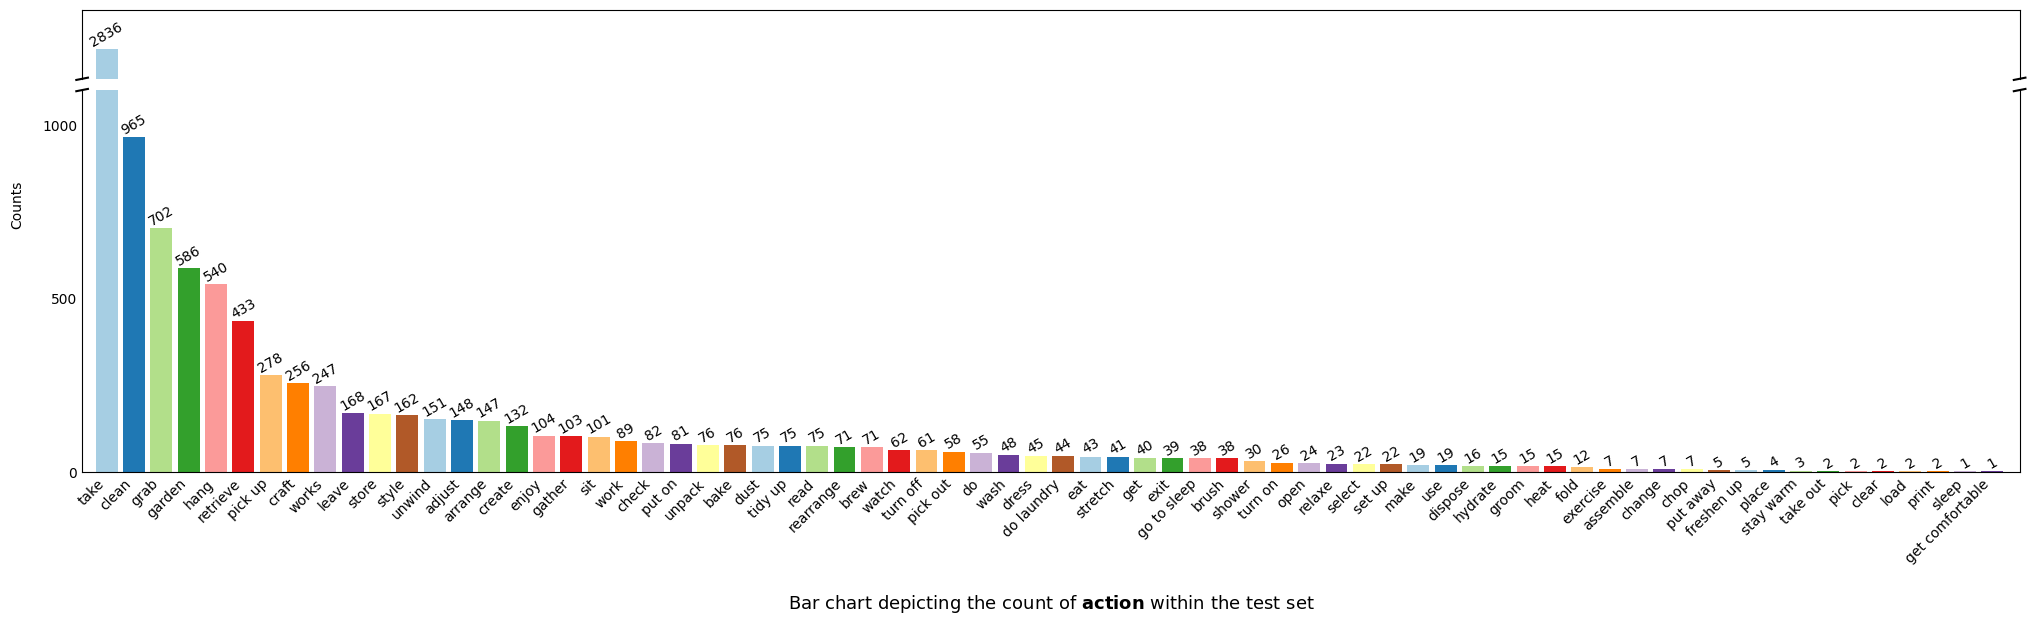 2836
965
702
586
540
433
278
256
247
168
167
162
151
148
147
132
104
103
101
89
82
81
76
76
75
75
75
71
71
62
61
58
55
48
45
44
43
41
40
39
38
38
30
26
24
23
22
22
19
19
16
15
15
15
12
7
7
7
7
5
5
4
3
2
2
2
2
2
1
1
1000
500
0
Counts
take
clean
grab
garden
hang
retrieve
pick up
craft
works
leave
store
style
unwind
adjust
arrange
create
enjoy
gather
sit
work
check
put on
unpack
bake
dust
tidy up
read
rearrange
brew
watch
turn off
pick out
do
wash
dress
do laundry
eat
stretch
get
exit
go to sleep
brush
shower
turn on
open
relaxe
select
set up
make
use
dispose
hydrate
groom
heat
fold
exercise
assemble
change
chop
put away
freshen up
place
stay warm
take out
pick
clear
load
print
sleep
get comfortable
Bar chart depicting the count of action within the test set